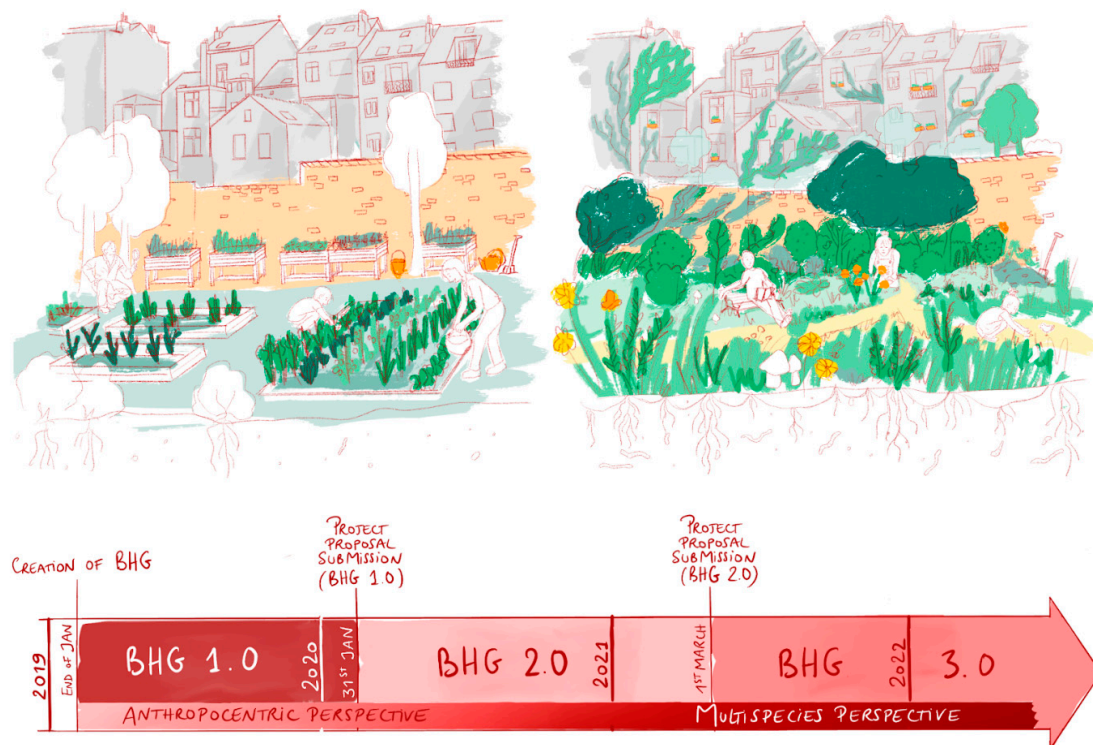 CREATION OF BHG
PROJECT
PROPOSAL
SUBMISSION
(BHG 1.0)
PROJECT
PROPOSAL
SUBMISSION
(BHG 2.0)
2019
END OF JAN
BHG 1.0
2020
31ST JAN
BHG 2.0
2021
1ST MARCH
BHG
2022
3.0
ANTHROPOCENTRIC PERSPECTIVE
MULTISPECIES PERSPECTIVE